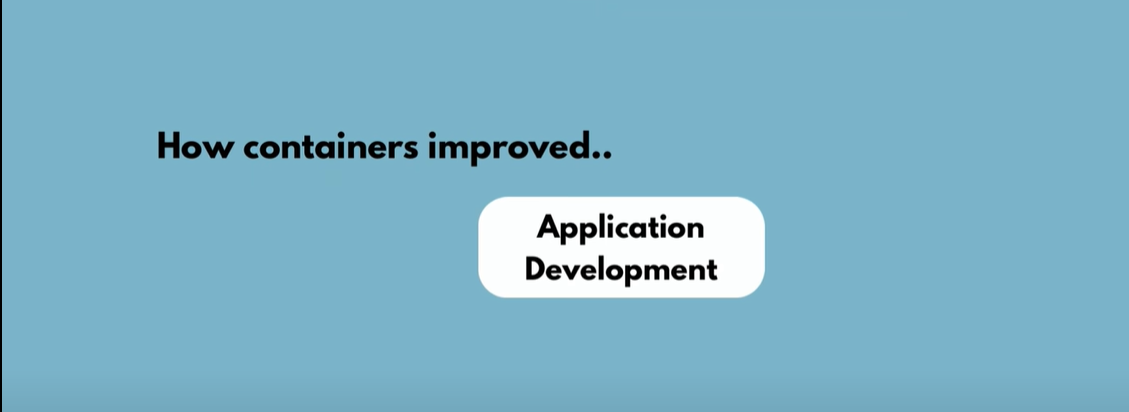 How containers improved..
Application
Development